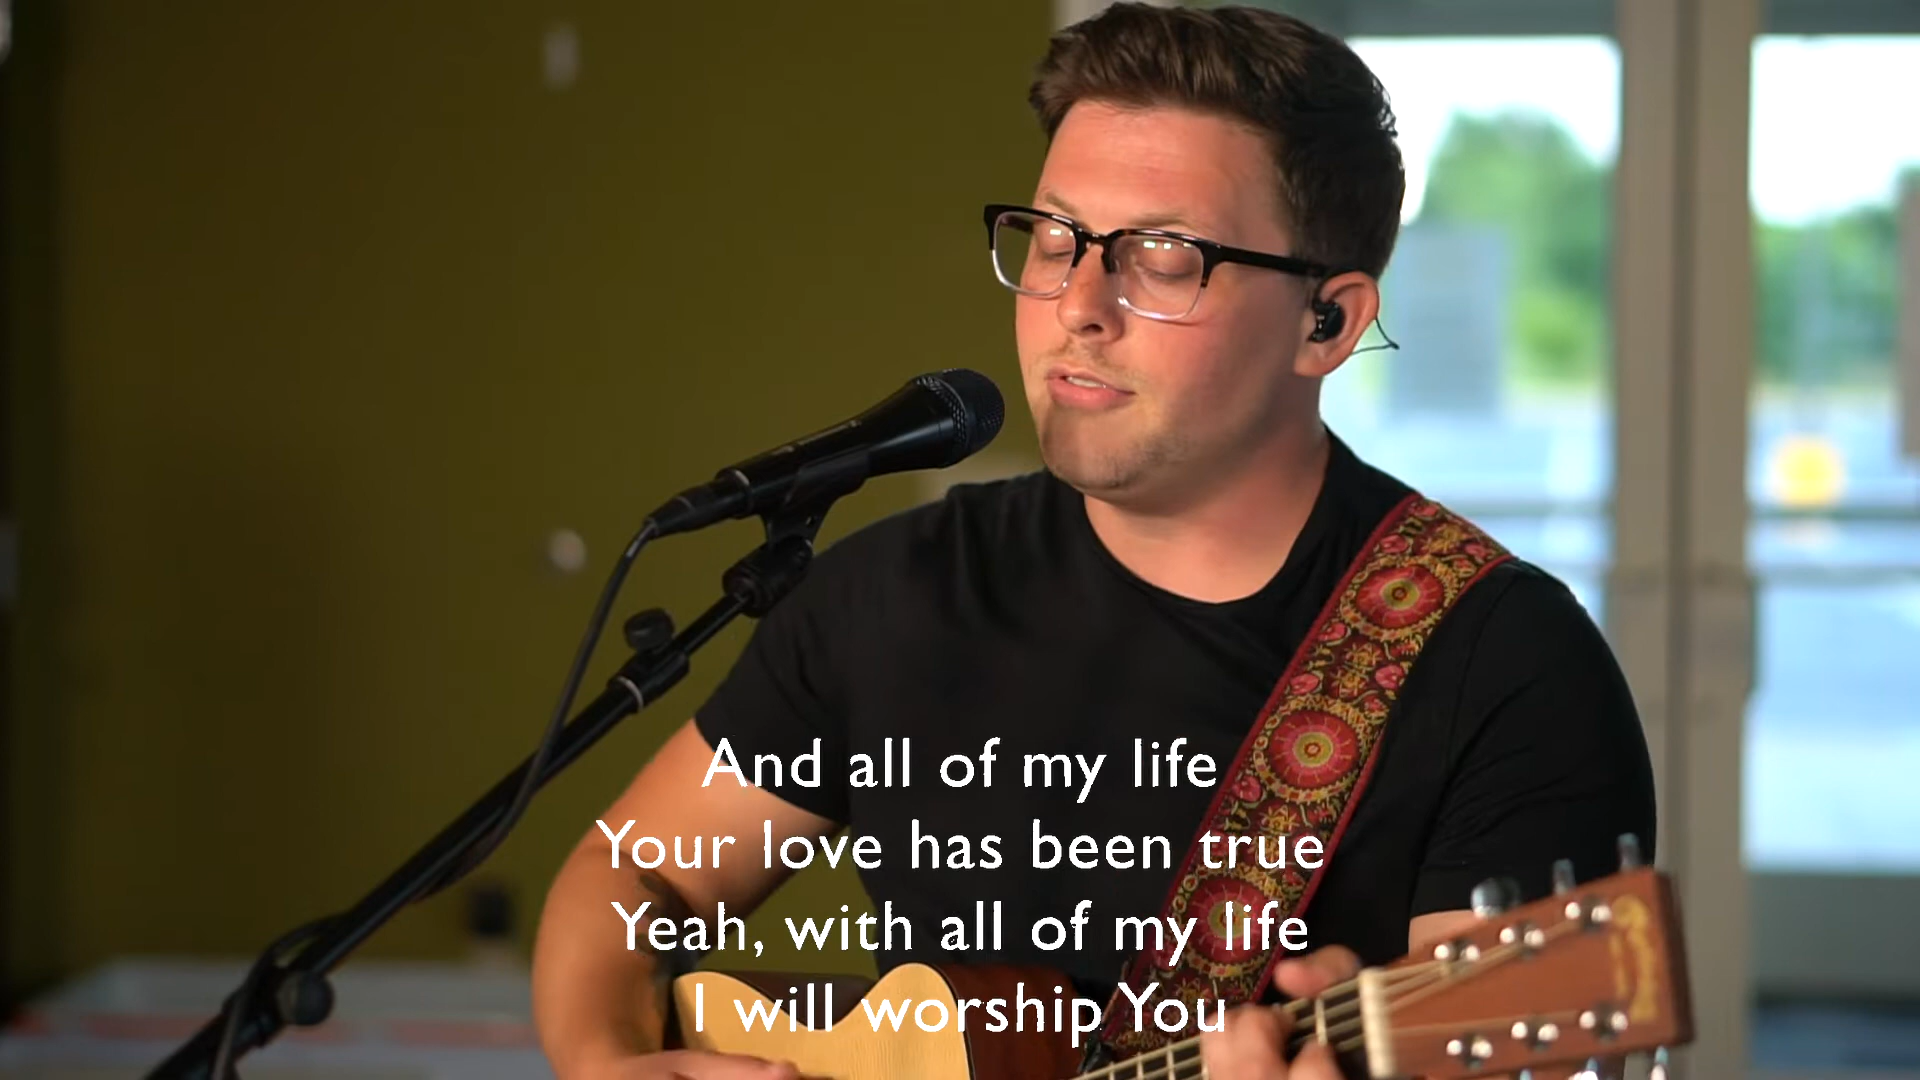 And all of my life
Your love has been true
Yeah, with all of my life
I will worship You